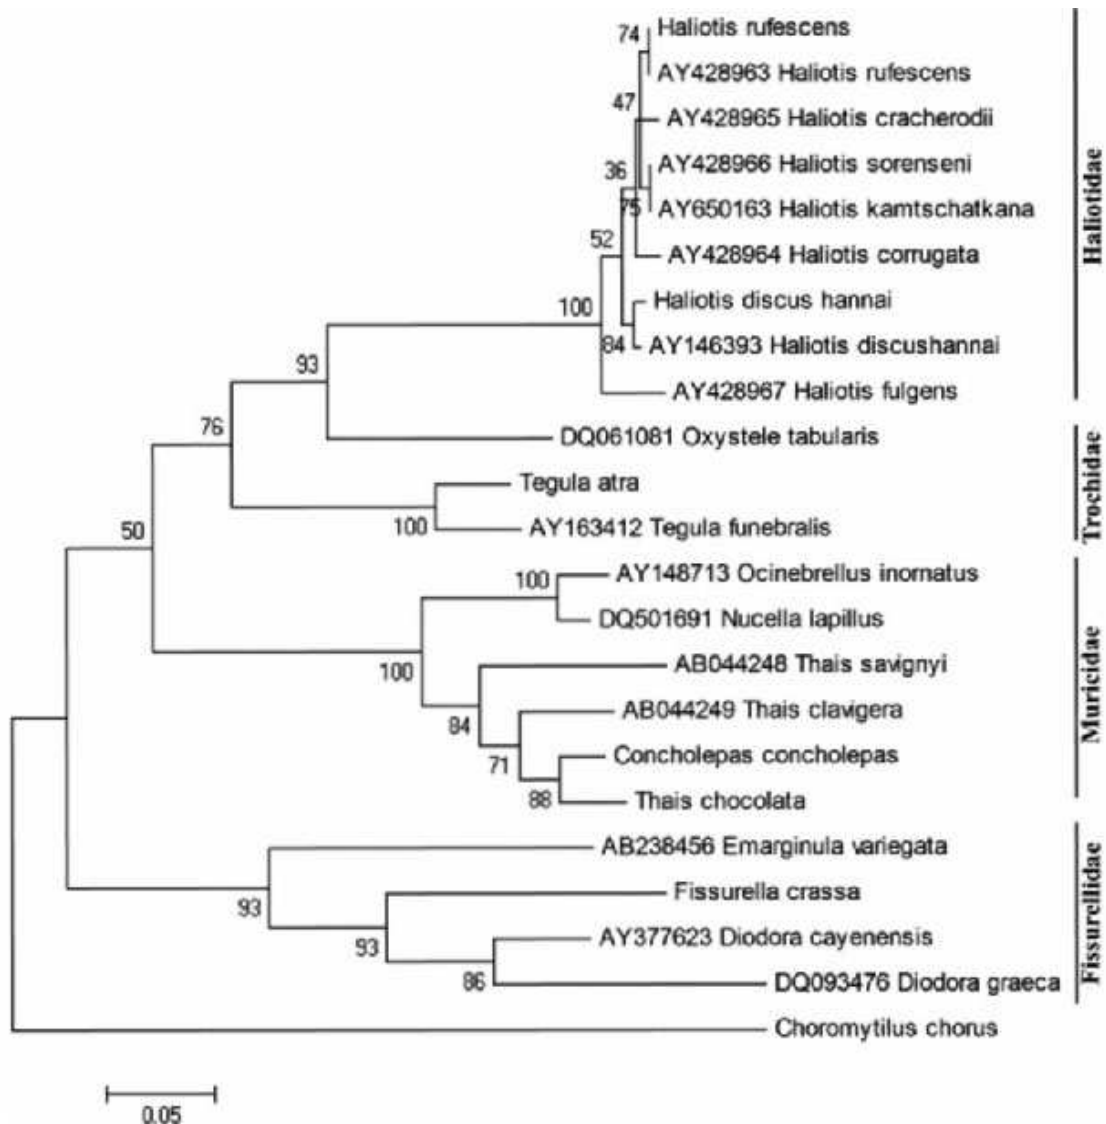 74
Haliotis rufescens
AY428963 Haliotis rufescens
47
AY428965 Haliotis cracherodii
36
AY428966 Haliotis sorenseni
75
AY650163 Haliotis kamtschatkana
52
AY428964 Haliotis corrugata
100
Haliotis discus hannai
84
AY146393 Haliotis discushannai
93
AY428967 Haliotis fulgens
Haliotidae
76
DQ061081 Oxystele tabularis
Tegula atra
100
AY163412 Tegula funebralis
Trochidae
50
100
AY148713 Ocinebrellus inornatus
DQ501691 Nucella lapillus
100
AB044248 Thais savignyi
84
AB044249 Thais clavigera
71
Concholepas concholepas
88
Thais chocolata
Muricidae
AB238456 Emarginula variegata
93
Fissurella crassa
93
AY377623 Diodora cayenensis
86
DQ093476 Diodora graeca
Fissurellidae
Choromytilus chorus
0.05